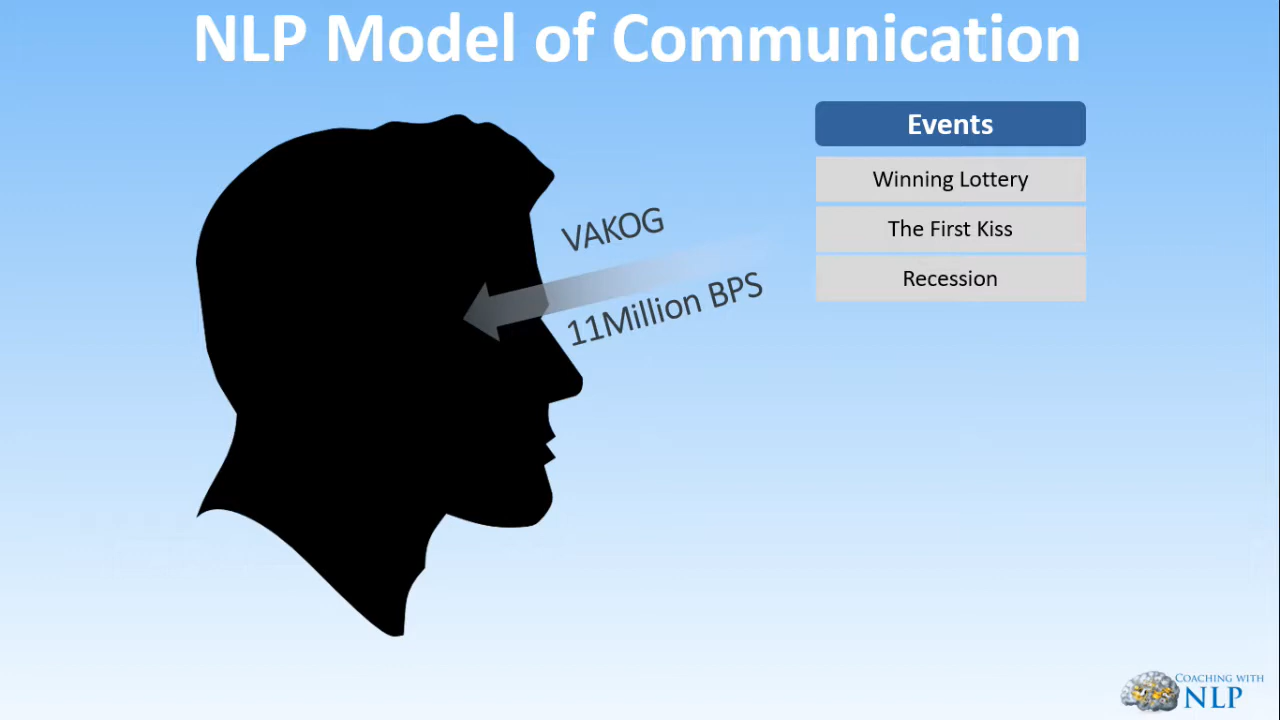 NLP Model of Communication
Events
Winning Lottery
The First Kiss
Recession
VAKOG
11Million BPS
COACHING WITH
NLP